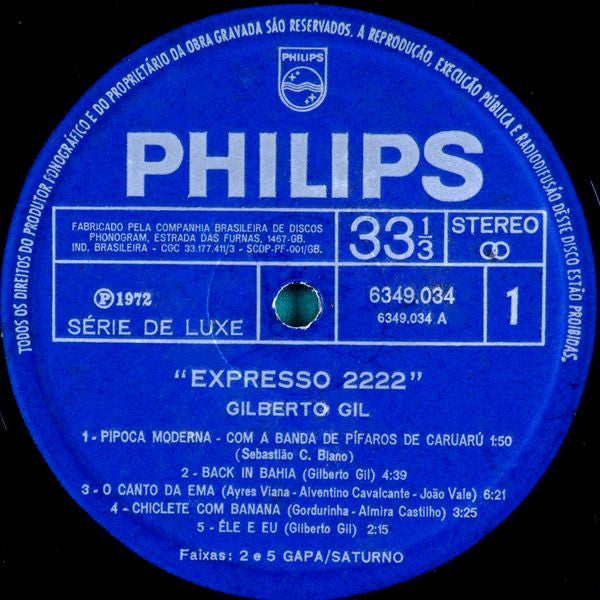 TODOS OS DIREITOS DO PRODUTOR FONOGRÁFICO E DO PROPRIETÁRIO DA OBRA GRAVADA SÃO RESERVADOS. A REPRODUÇÃO, EXECUÇÃO PÚBLICA E RADIODIFUSÃO DÊSTE DISCO ESTÃO PROIBIDAS.
PHILIPS
PHILIPS
FABRICADO PELA COMPANHIA BRASILEIRA DE DISCOS
PHONOGRAM, ESTRADA DAS FURNAS, 1467-GB.
IND. BRASILEIRA - CGC 33.177.411/3 - SCDP-PF-001/GB.
33 1/3
STEREO
Ⓟ 1972
SÉRIE DE LUXE
6349.034
6349.034 A
1
"EXPRESSO 2222"
GILBERTO GIL
1 - PIPOCA MODERNA - COM A BANDA DE PÍFAROS DE CARUARÚ 1:50
(Sebastião C. Biano)
2 - BACK IN BAHIA (Gilberto Gil) 4:39
3 - O CANTO DA EMA (Ayres Viana - Alventino Cavalcante - João Vale) 6:21
4 - CHICLETE COM BANANA (Gordurinha - Almira Castilho) 3:25
5 - ÊLE E EU (Gilberto Gil) 2:15
Faixas: 2 e 5 GAPA/SATURNO